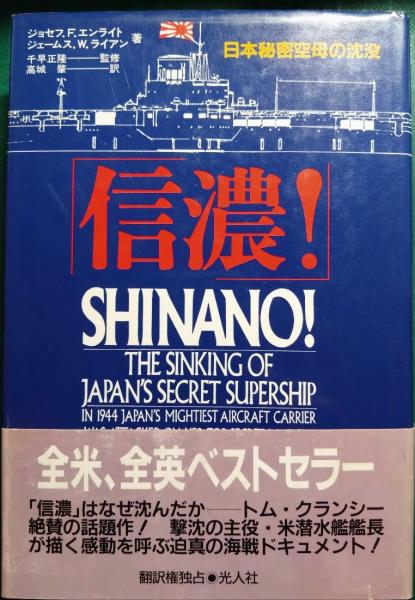 ジョセフ.F.エンライト
ジェームス.W.ライアン
著
千早正隆——監修
高城 肇——訳
日本秘密空母の沈没
「信濃!」
SHINANO!
THE SINKING OF
JAPAN'S SECRET SUPERSHIP
IN 1944 JAPAN'S MIGHTIEST AIRCRAFT CARRIER
全米、全英ベストセラー
「信濃」はなぜ沈んだか——トム・クランシー
絶賛の話題作! 撃沈の主役・米潜水艦艦長
が描く感動を呼ぶ迫真の海戦ドキュメント!
翻訳権独占●光人社